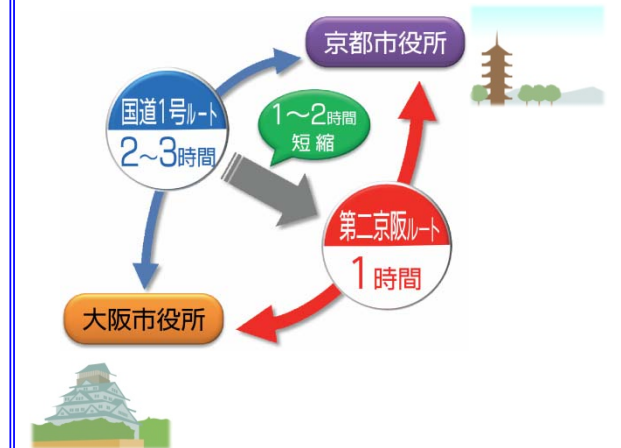 京都市役所
国道1号ルート
2～3時間
1～2時間
短縮
第二京阪ルート
1時間
大阪市役所